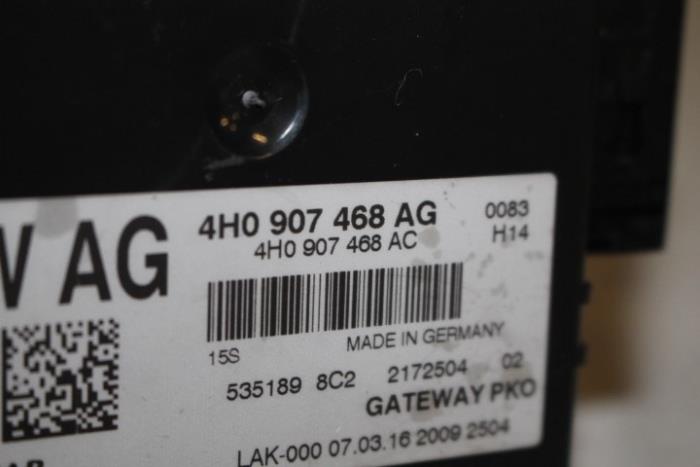 AG
4H0 907 468 AG
4H0 907 468 AC
0083
H14
15S
MADE IN GERMANY
535189 8C2 2172504 02
GATEWAY PKO
LAK-000 07.03.16 2009 2504